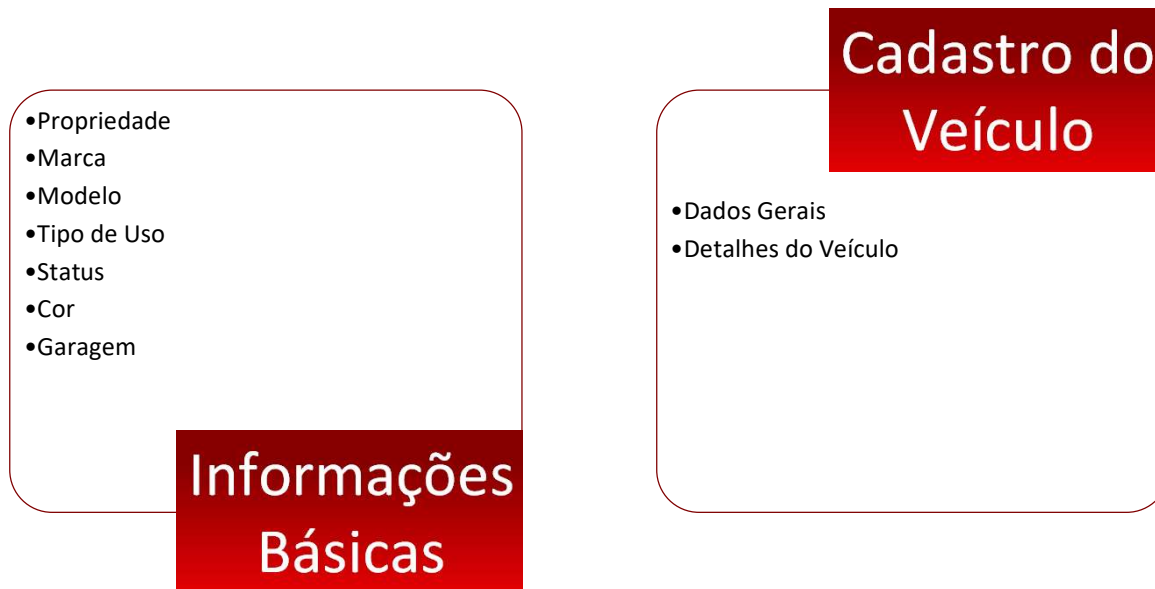 •Propriedade
•Marca
•Modelo
•Tipo de Uso
•Status
•Cor
•Garagem
Informações
Básicas
Cadastro do
Veículo
•Dados Gerais
•Detalhes do Veículo